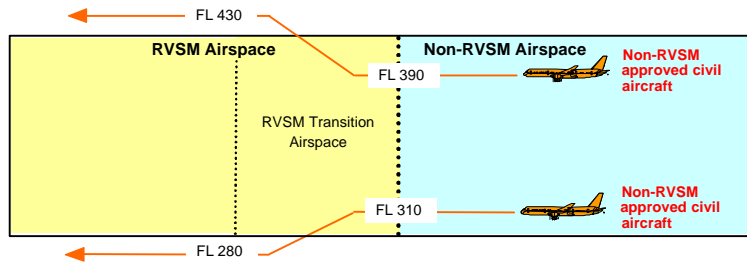 FL 430
RVSM Airspace
Non-RVSM Airspace
FL 390
Non-RVSM
approved civil
aircraft
RVSM Transition
Airspace
FL 310
Non-RVSM
approved civil
aircraft
FL 280